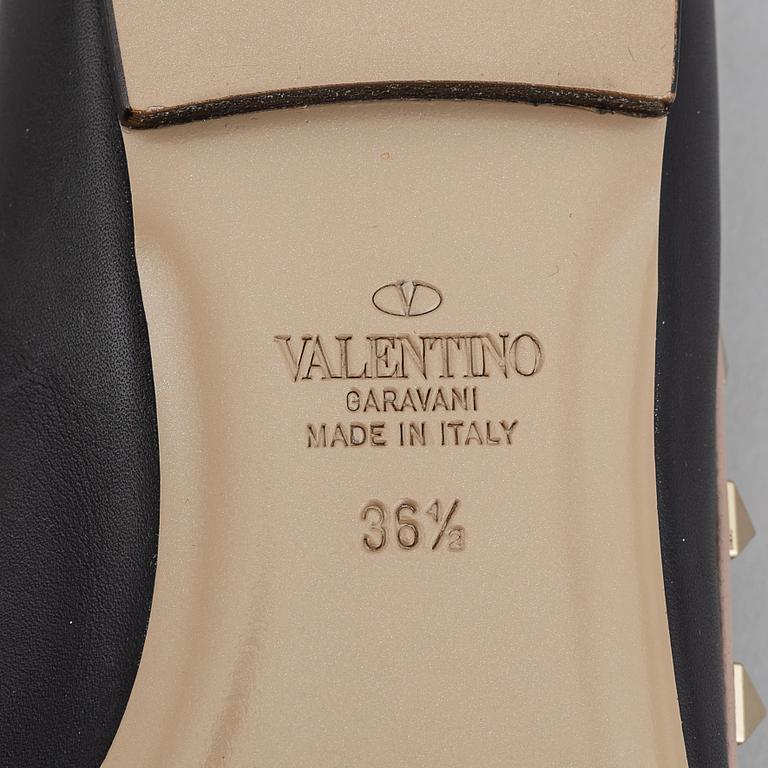 V
VALENTINO
GARAVANI
MADE IN ITALY
36½